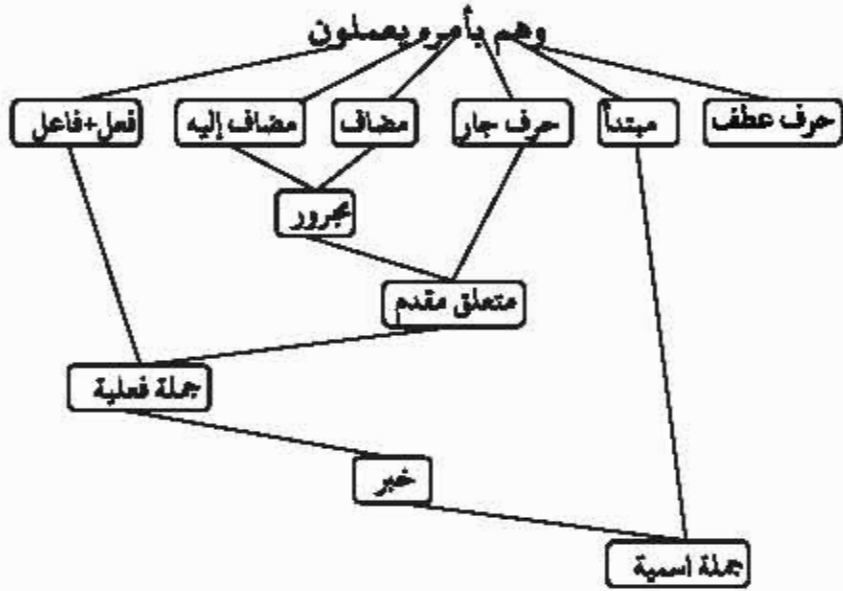 وهم بأمره يعملون
حرف عطف مبتدأ حرف جار مضاف مضاف إليه فعل+فاعل
مجرور
متعلق مقدم
جملة فعلية
خبر
جملة اسمية